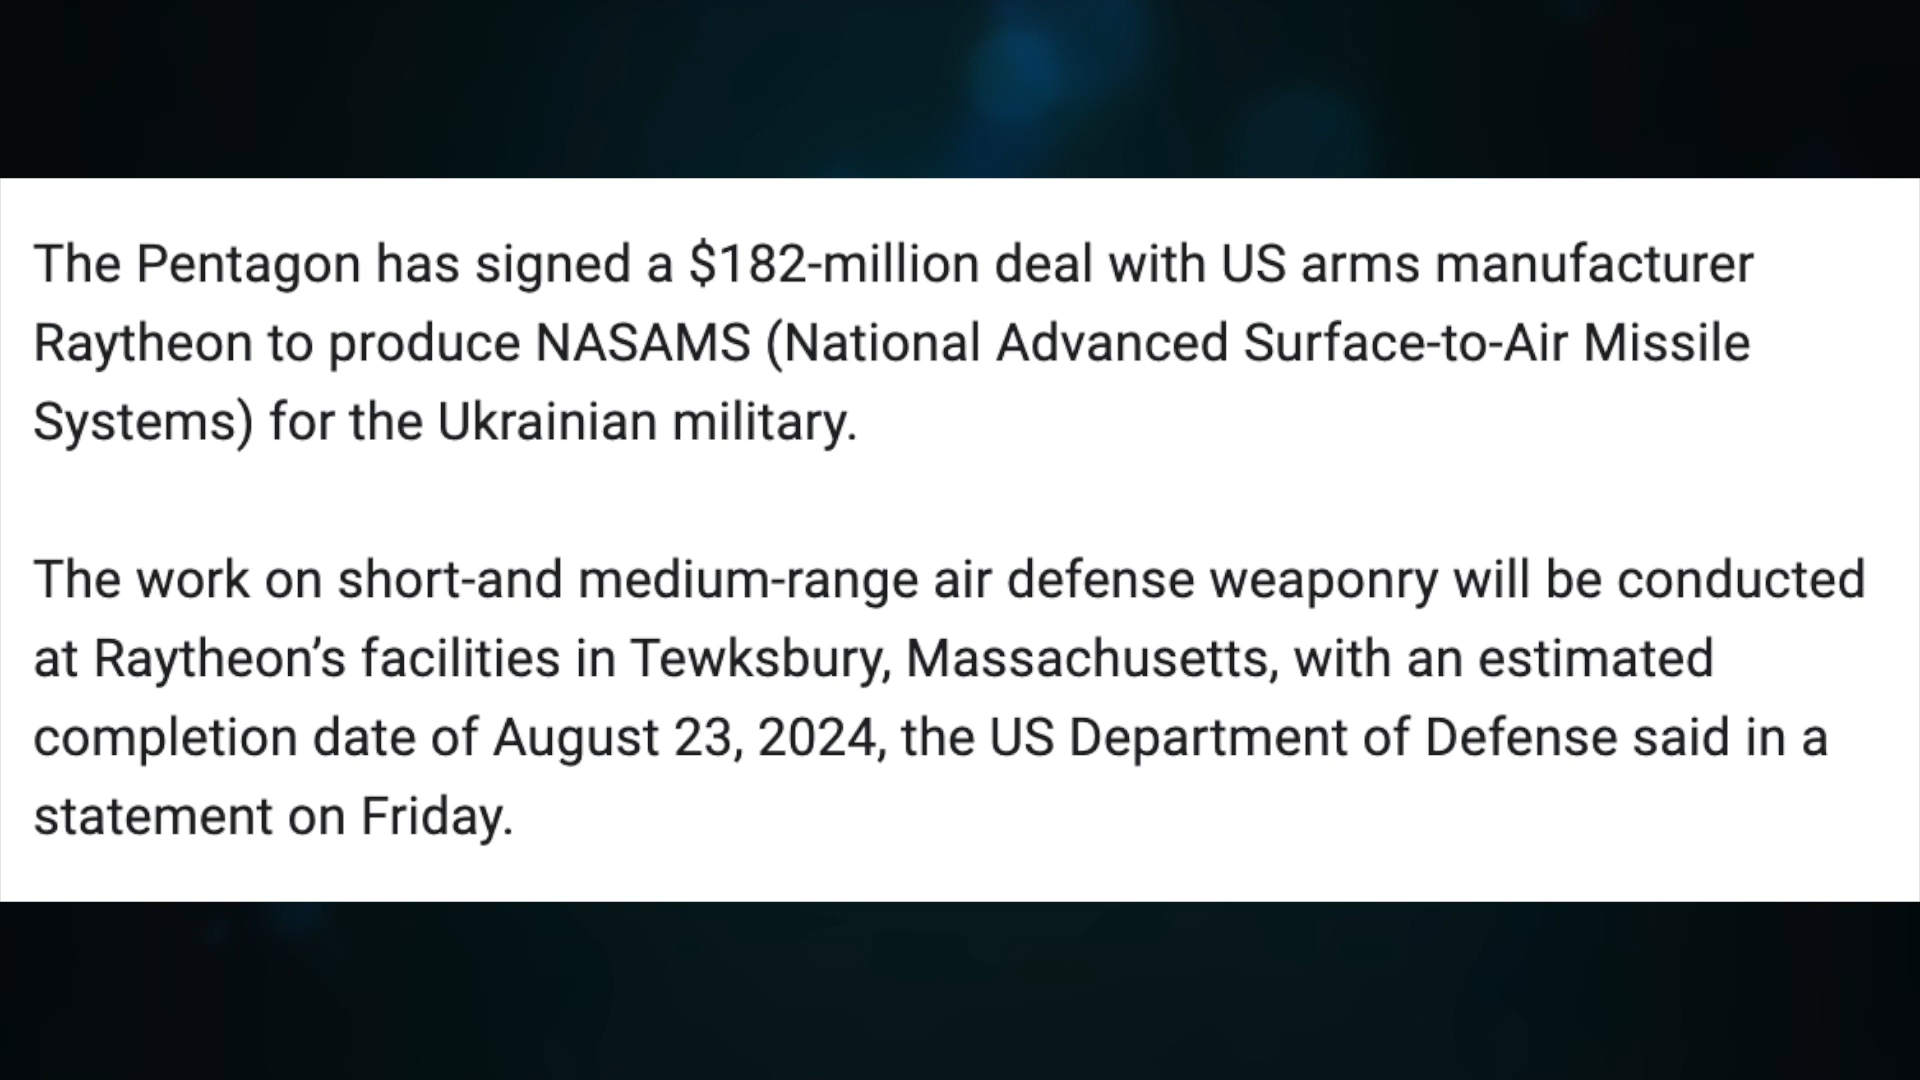 The Pentagon has signed a $182-million deal with US arms manufacturer
Raytheon to produce NASAMS (National Advanced Surface-to-Air Missile
Systems) for the Ukrainian military.
The work on short-and medium-range air defense weaponry will be conducted
at Raytheon’s facilities in Tewksbury, Massachusetts, with an estimated
completion date of August 23, 2024, the US Department of Defense said in a
statement on Friday.